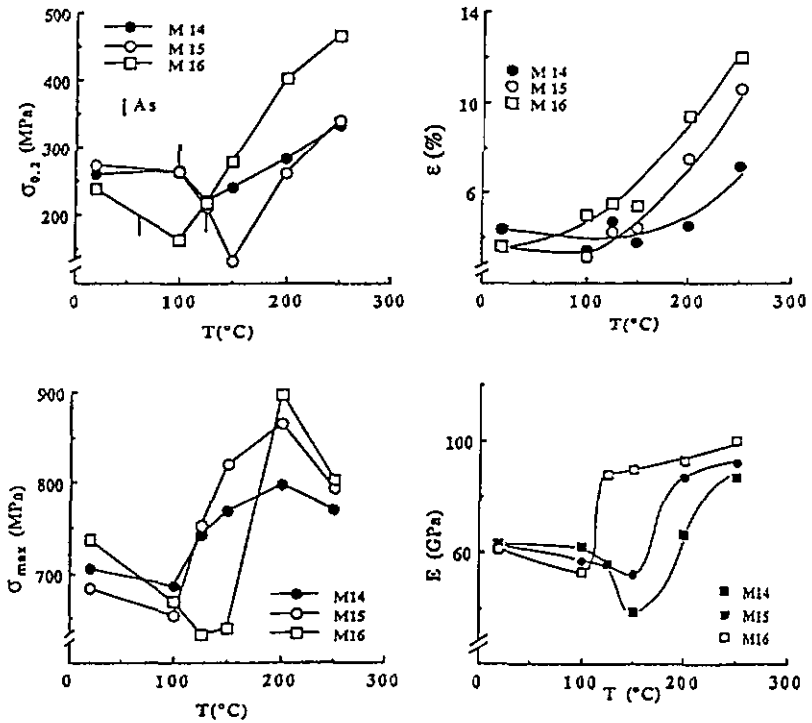 500
400
300
200
σ0.2 (MPa)
M 14
M 15
M 16
As
0 100 200 300
T(°C)
14
10
6
ε (%)
M 14
M 15
M 16
0 100 200 300
T(°C)
900
800
700
σmax (MPa)
M14
M15
M16
0 100 200 300
T(°C)
100
60
E (GPa)
M14
M15
M16
0 100 200 300
T (°C)